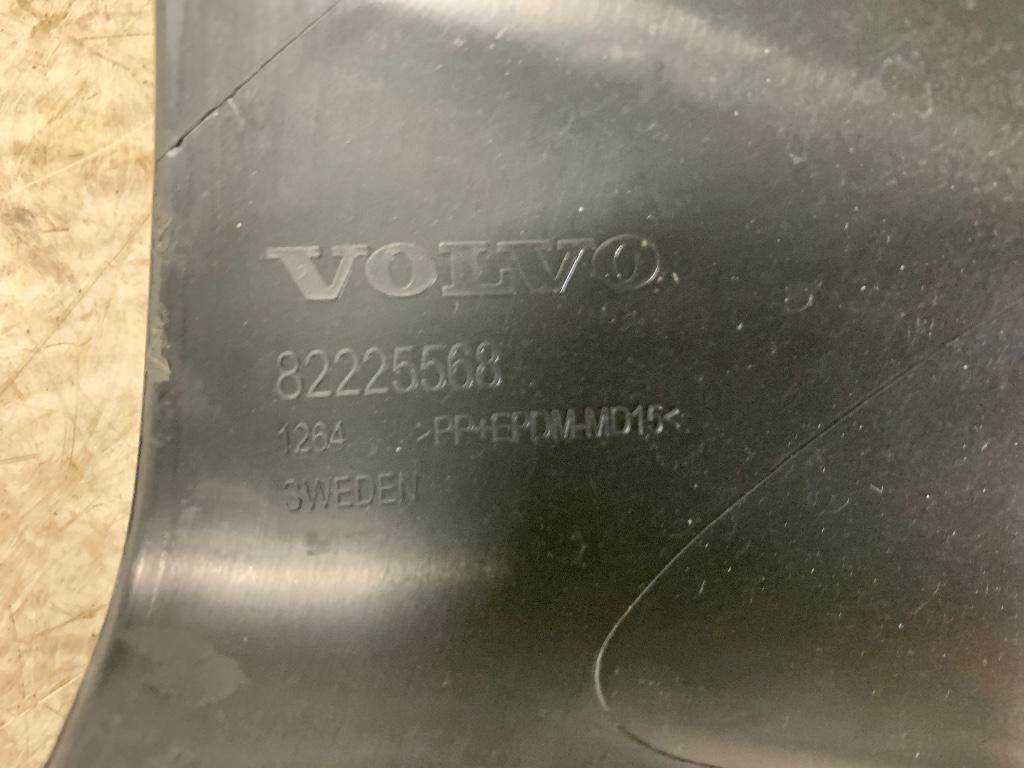 VOLVO
82225568
1264 >PP+EPDM-MD15<
SWEDEN